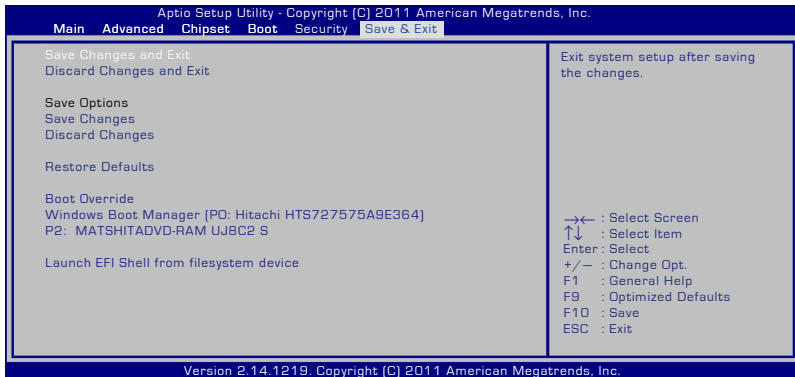 Aptio Setup Utility - Copyright (C) 2011 American Megatrends, Inc.
Main Advanced Chipset Boot Security Save & Exit
Save Changes and Exit
Discard Changes and Exit
Save Options
Save Changes
Discard Changes
Restore Defaults
Boot Override
Windows Boot Manager (P0: Hitachi HTS727575A9E364)
P2: MATSHITADVD-RAM UJ8C2 S
Launch EFI Shell from filesystem device
Exit system setup after saving
the changes.
→← : Select Screen
↑↓ : Select Item
Enter : Select
+/− : Change Opt.
F1 : General Help
F9 : Optimized Defaults
F10 : Save
ESC : Exit
Version 2.14.1219. Copyright (C) 2011 American Megatrends, Inc.